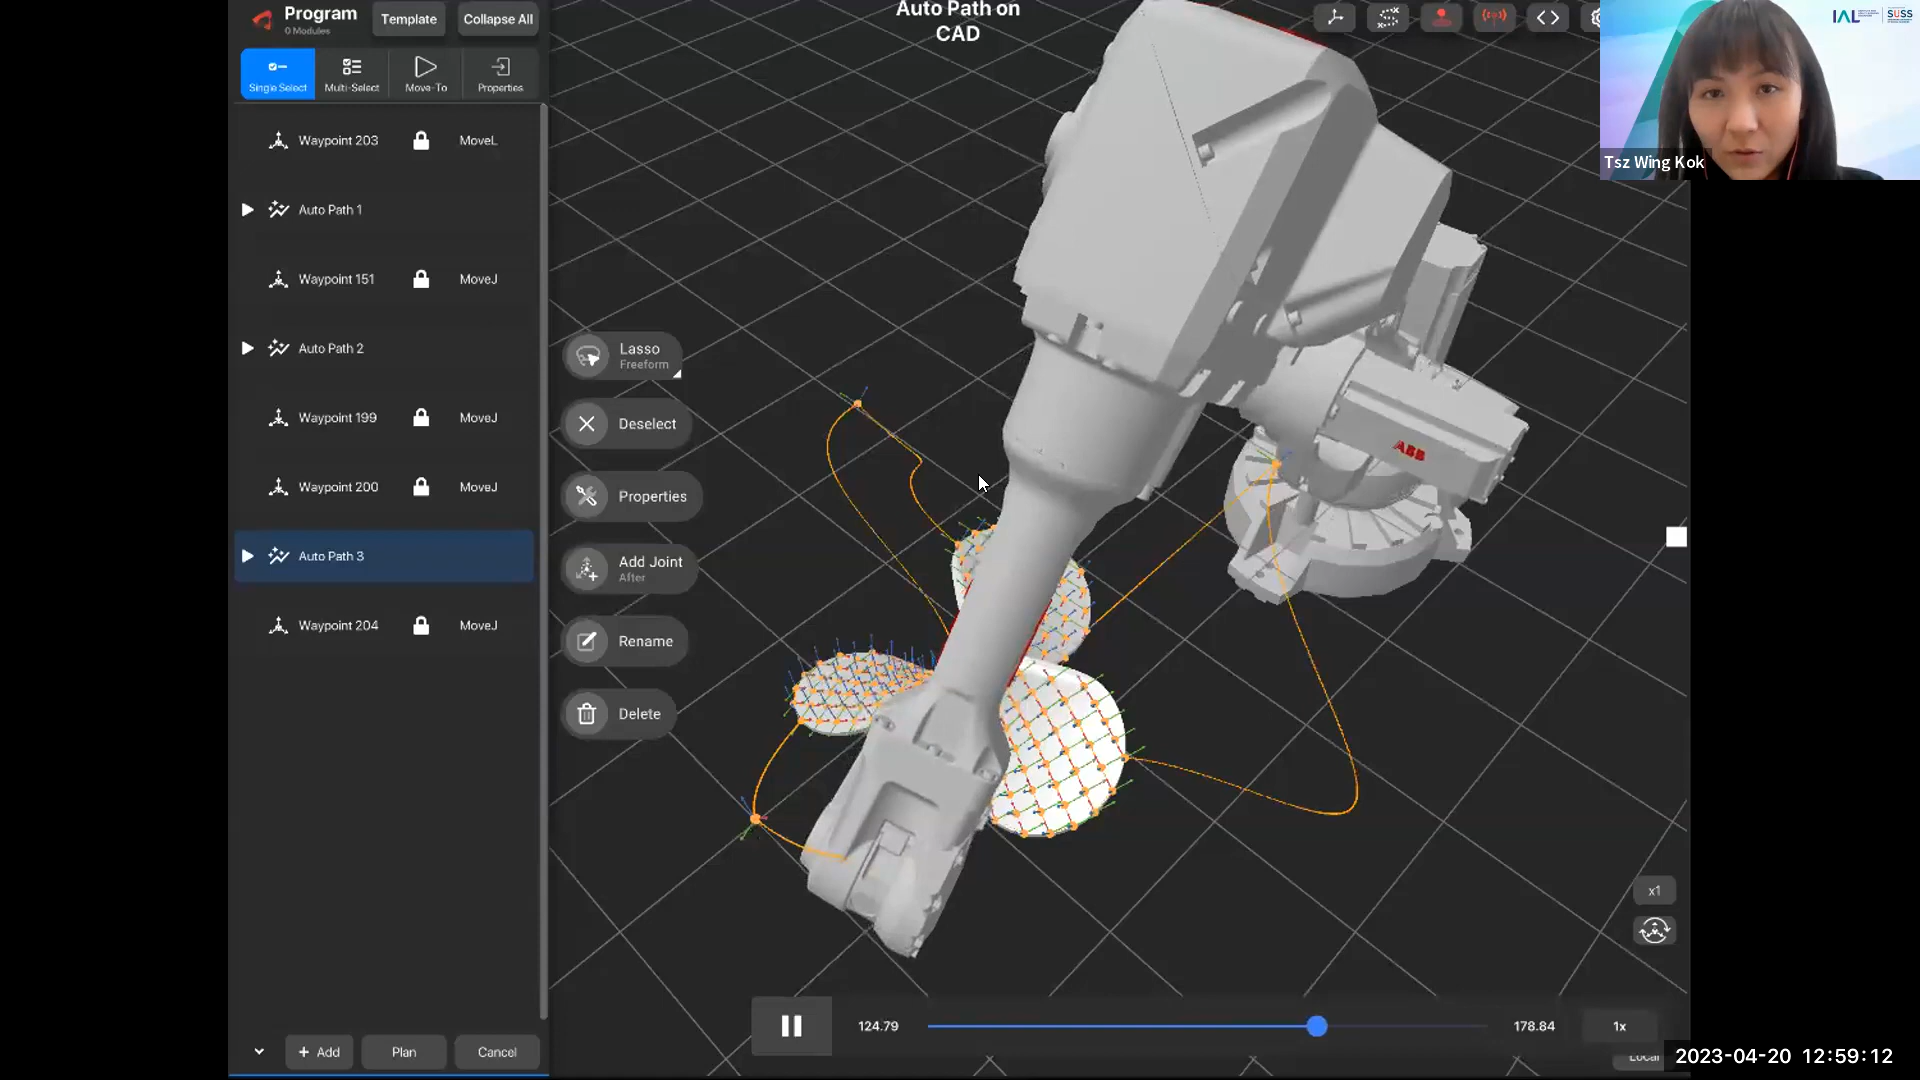 Program
0 Modules
Template
Collapse All
Single Select
Multi-Select
Move-To
Properties
Waypoint 203
MoveL
Auto Path 1
Waypoint 151
MoveJ
Auto Path 2
Waypoint 199
MoveJ
Waypoint 200
MoveJ
Auto Path 3
Waypoint 204
MoveJ
+ Add
Plan
Cancel
Auto Path on
CAD
Lasso
Freeform
Deselect
Properties
Add Joint
After
Rename
Delete
ABB
x1
124.79
178.84
1x
Local
IAL
SUSS
Tsz Wing Kok
2023-04-20 12:59:12